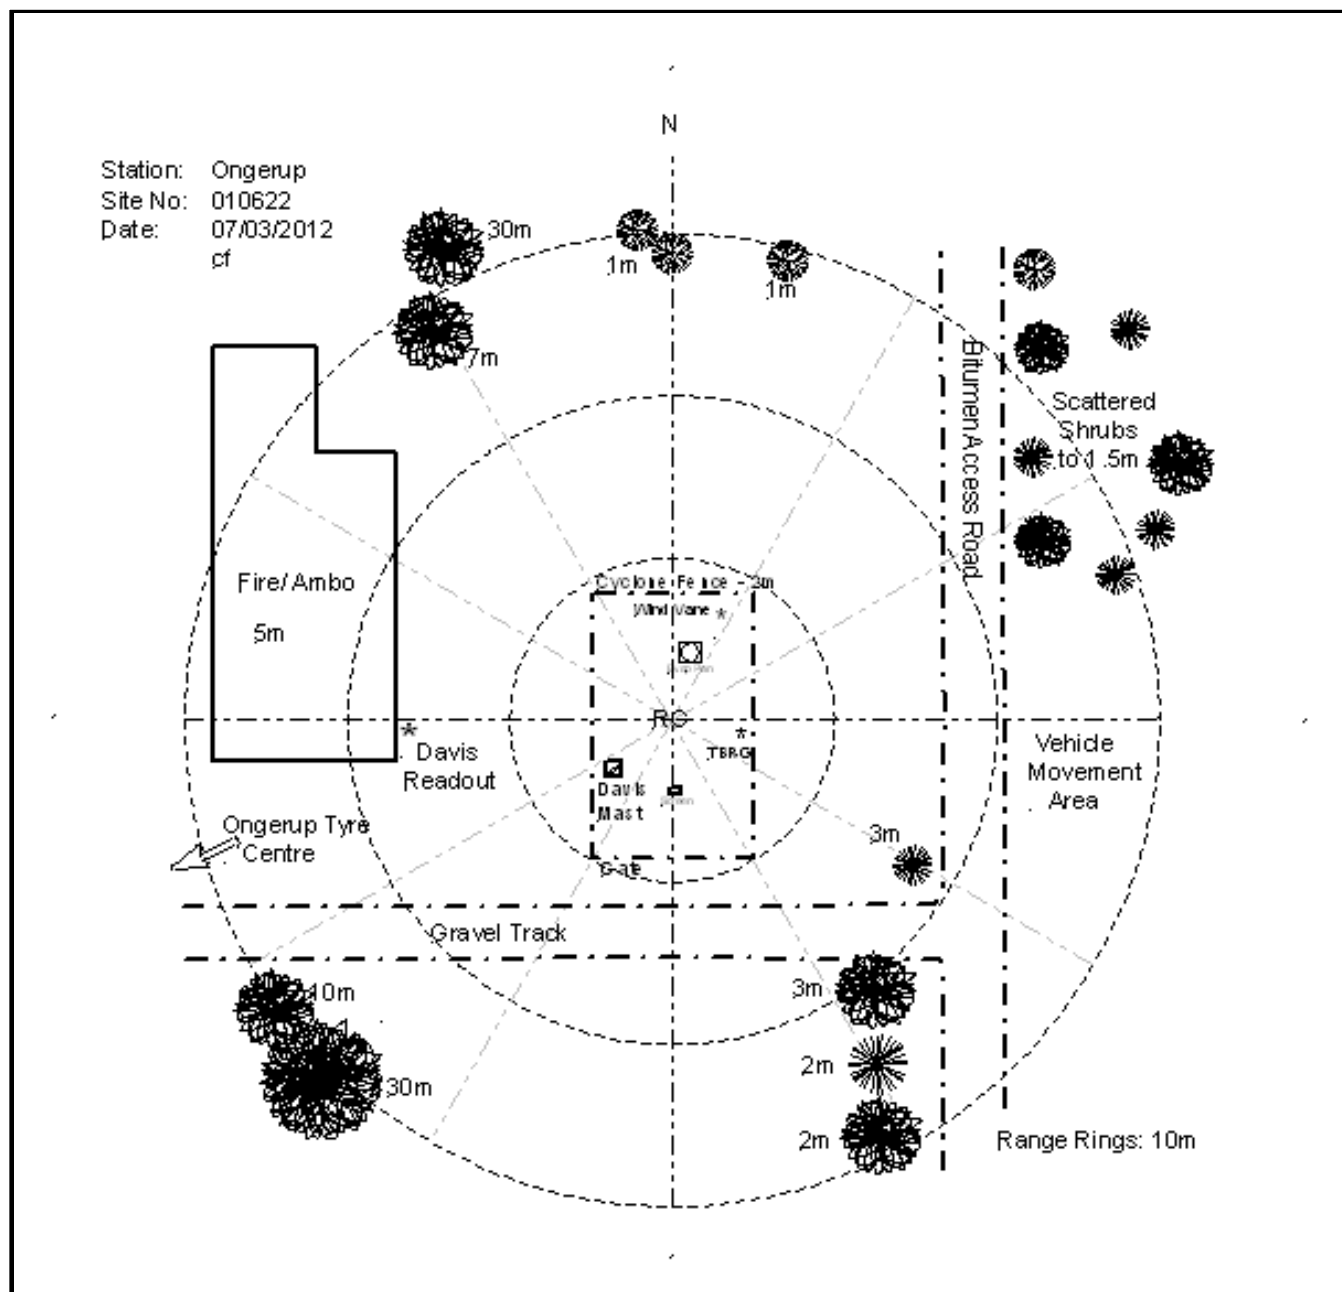 N
Station: Ongerup
Site No: 010622
Date: 07/03/2012
cf
30m
1m
1m
7m
Bitumen Access Road
Scattered
Shrubs
to 1.5m
Fire/Ambo
5m
Cyclone Fence - 2m
Wind Vane *
RG
*
TBRG
*
Davis
Readout
Davis
Mast
Vehicle
Movement
Area
Ongerup Tyre
Centre
3m
Gate
Gravel Track
10m
3m
2m
30m
2m
Range Rings: 10m